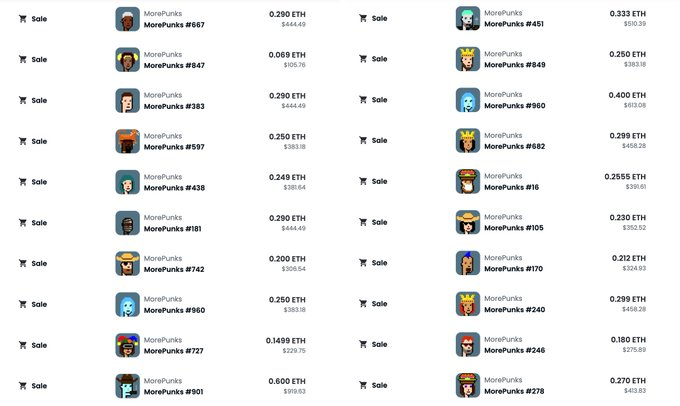 Sale
MorePunks
MorePunks #667
0.290 ETH
$444.49
Sale
MorePunks
MorePunks #847
0.069 ETH
$105.76
Sale
MorePunks
MorePunks #383
0.290 ETH
$444.49
Sale
MorePunks
MorePunks #597
0.250 ETH
$383.18
Sale
MorePunks
MorePunks #438
0.249 ETH
$381.64
Sale
MorePunks
MorePunks #181
0.290 ETH
$444.49
Sale
MorePunks
MorePunks #742
0.200 ETH
$306.54
Sale
MorePunks
MorePunks #960
0.250 ETH
$383.18
Sale
MorePunks
MorePunks #727
0.1499 ETH
$229.75
Sale
MorePunks
MorePunks #901
0.600 ETH
$919.63
Sale
MorePunks
MorePunks #451
0.333 ETH
$510.39
Sale
MorePunks
MorePunks #849
0.250 ETH
$383.18
Sale
MorePunks
MorePunks #960
0.400 ETH
$613.08
Sale
MorePunks
MorePunks #682
0.299 ETH
$458.28
Sale
MorePunks
MorePunks #16
0.2555 ETH
$391.61
Sale
MorePunks
MorePunks #105
0.230 ETH
$352.52
Sale
MorePunks
MorePunks #170
0.212 ETH
$324.93
Sale
MorePunks
MorePunks #240
0.299 ETH
$458.28
Sale
MorePunks
MorePunks #246
0.180 ETH
$275.89
Sale
MorePunks
MorePunks #278
0.270 ETH
$413.83